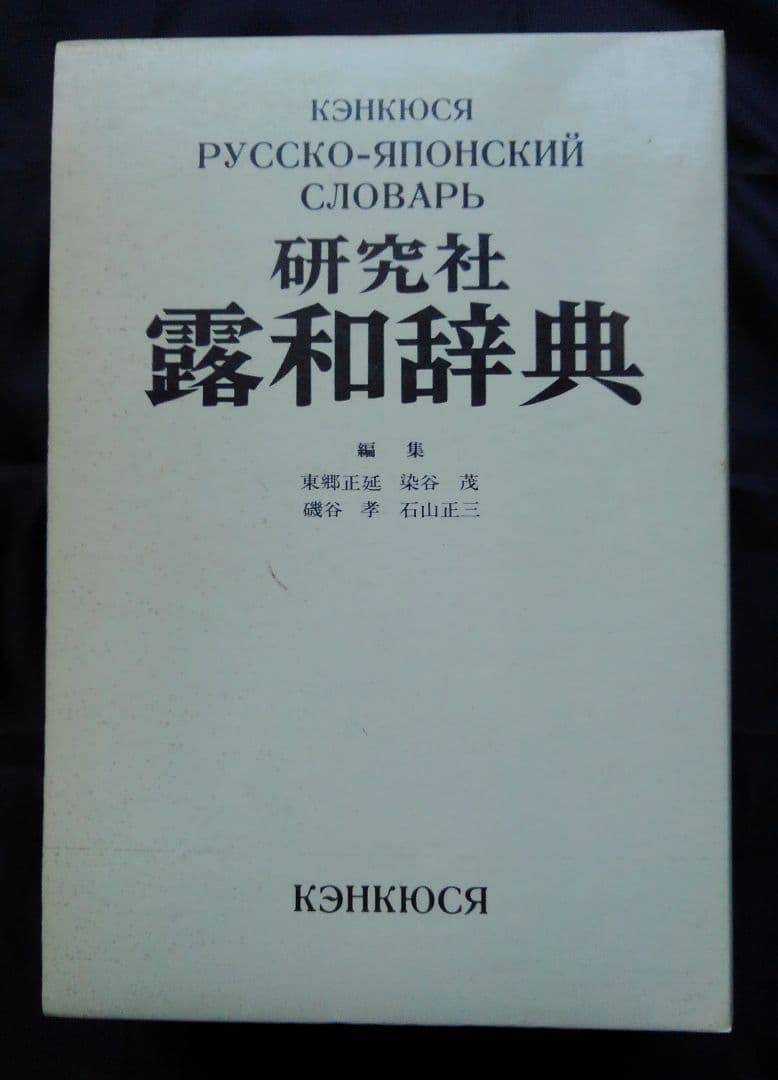 КЭНКЮСЯ
РУССКО-ЯПОНСКИЙ
СЛОВАРЬ
研究社
露和辞典
編 集
東郷正延 染谷 茂
磯谷 孝 石山正三
КЭНКЮСЯ